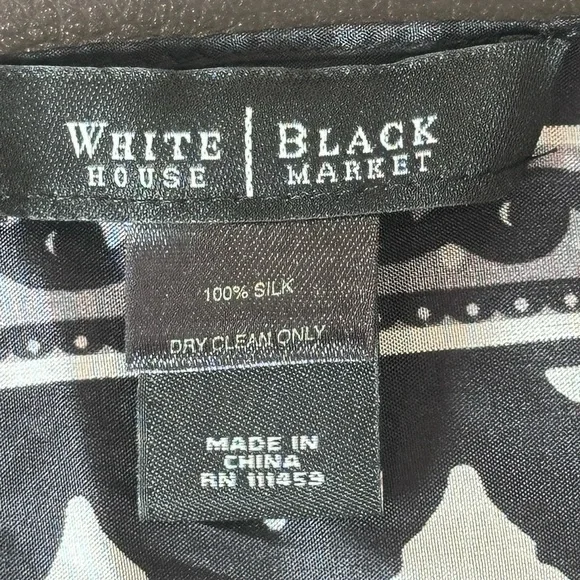 WHITE | BLACK
HOUSE | MARKET
100% SILK
DRY CLEAN ONLY
MADE IN
CHINA
RN 111459